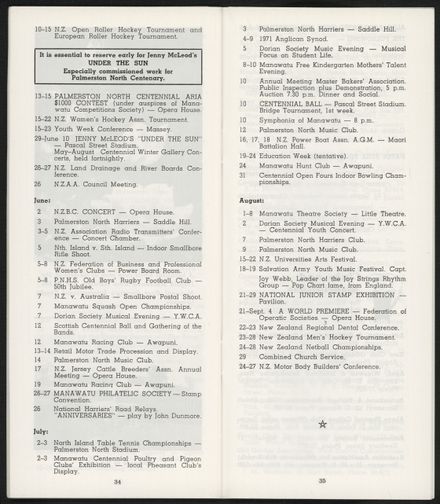 10–15 N.Z. Open Roller Hockey Tournament and
European Roller Hockey Tournament.
It is essential to reserve early for Jenny McLeod's
UNDER THE SUN
Especially commissioned work for
Palmerston North Centenary.
13–15 PALMERSTON NORTH CENTENNIAL ARIA
$1000 CONTEST (under auspices of Mana-
watu Competitions Society) — Opera House.
15–22 N.Z. Women's Hockey Assn. Tournament.
15–23 Youth Week Conference — Massey.
29–June 10 JENNY McLEOD'S "UNDER THE SUN"
— Pascal Street Stadium.
May–August Centennial Winter Gallery Con-
certs, held fortnightly.
26–27 N.Z. Land Drainage and River Boards Con-
ference.
26 N.Z.A.A. Council Meeting.
June:
2 N.Z.B.C. CONCERT — Opera House.
3 Palmerston North Harriers — Saddle Hill.
3–5 N.Z. Association Radio Transmitters' Confer-
ence — Concert Chamber.
5 Nth. Island v. Sth. Island — Indoor Smallbore
Rifle Shoot.
5–8 N.Z. Federation of Business and Professional
Women's Clubs — Power Board Room.
5–8 P.N.H.S. Old Boys' Rugby Football Club —
50th Jubilee.
7 N.Z. v. Australia — Smallbore Postal Shoot.
7 Manawatu Squash Open Championships.
7 Dorian Society Musical Evening — Y.W.C.A.
12 Scottish Centennial Ball and Gathering of the
Bands.
12 Manawatu Racing Club — Awapuni.
13–14 Retail Motor Trade Procession and Display.
14 Palmerston North Music Club.
17 N.Z. Jersey Cattle Breeders' Assn. Annual
Meeting — Opera House.
19 Manawatu Racing Club — Awapuni.
26–27 MANAWATU PHILATELIC SOCIETY — Stamp
Convention.
26 National Harriers' Road Relays.
"ANNIVERSARIES" — play by John Dunmore.
July:
2–3 North Island Table Tennis Championships —
Palmerston North Stadium.
2–3 Manawatu Centennial Poultry and Pigeon
Clubs' Exhibition — local Pheasant Club's
Display.
34
3 Palmerston North Harriers — Saddle Hill.
4–9 1971 Anglican Synod.
5 Dorian Society Music Evening — Musical
Focus on Student Life.
8–10 Manawatu Free Kindergarten Mothers' Talent
Evening.
10 Annual Meeting Master Bakers' Association.
Public Inspection plus Demonstration, 5 p.m.
Auction 7.30 p.m. Dinner and Social.
10 CENTENNIAL BALL — Pascal Street Stadium.
Bridge Tournament, 1st week.
10 Symphonia of Manawatu — 8 p.m.
12 Palmerston North Music Club.
16, 17, 18 N.Z. Power Boat Assn. A.G.M. — Maori
Battalion Hall.
19–24 Education Week (tentative).
24 Manawatu Hunt Club — Awapuni.
31 Centennial Open Fours Indoor Bowling Cham-
pionships.
August:
1–8 Manawatu Theatre Society — Little Theatre.
2 Dorian Society Musical Evening — Y.W.C.A.
— Centennial Youth Concert.
7 Palmerston North Harriers Club.
9 Palmerston North Music Club.
15–22 N.Z. Universities Arts Festival.
18–19 Salvation Army Youth Music Festival. Capt.
Joy Webb, Leader of the Joy Strings Rhythm
Group — Pop Chart fame, from England.
21–29 NATIONAL JUNIOR STAMP EXHIBITION —
Pavilion.
21–Sept. 4 A WORLD PREMIERE — Federation of
Operatic Societies — Opera House.
22–23 New Zealand Regional Dental Conference.
23–28 New Zealand Men's Hockey Tournament.
24–28 New Zealand Netball Championships.
29 Combined Church Service.
24–27 N.Z. Motor Body Builders' Conference.
35